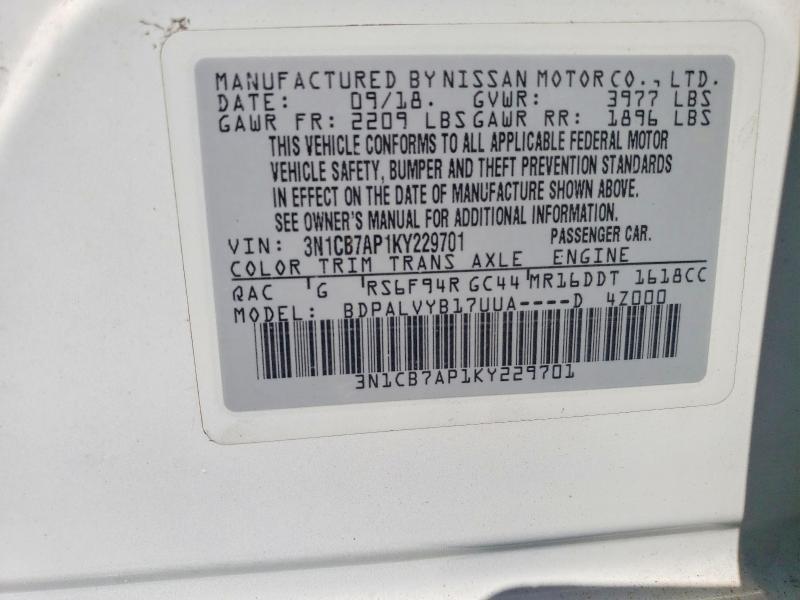 MANUFACTURED BY NISSAN MOTOR CO., LTD.
DATE: 09/18. GVWR: 3977 LBS
GAWR FR: 2209 LBS GAWR RR: 1896 LBS
THIS VEHICLE CONFORMS TO ALL APPLICABLE FEDERAL MOTOR
VEHICLE SAFETY, BUMPER AND THEFT PREVENTION STANDARDS
IN EFFECT ON THE DATE OF MANUFACTURE SHOWN ABOVE.
SEE OWNER'S MANUAL FOR ADDITIONAL INFORMATION.
VIN: 3N1CB7AP1KY229701 PASSENGER CAR.
COLOR TRIM TRANS AXLE ENGINE
QAC G RS6F94R GC44 MR16DDT 1618CC
MODEL: BDPALVYB17UUA----D 4Z000
3N1CB7AP1KY229701